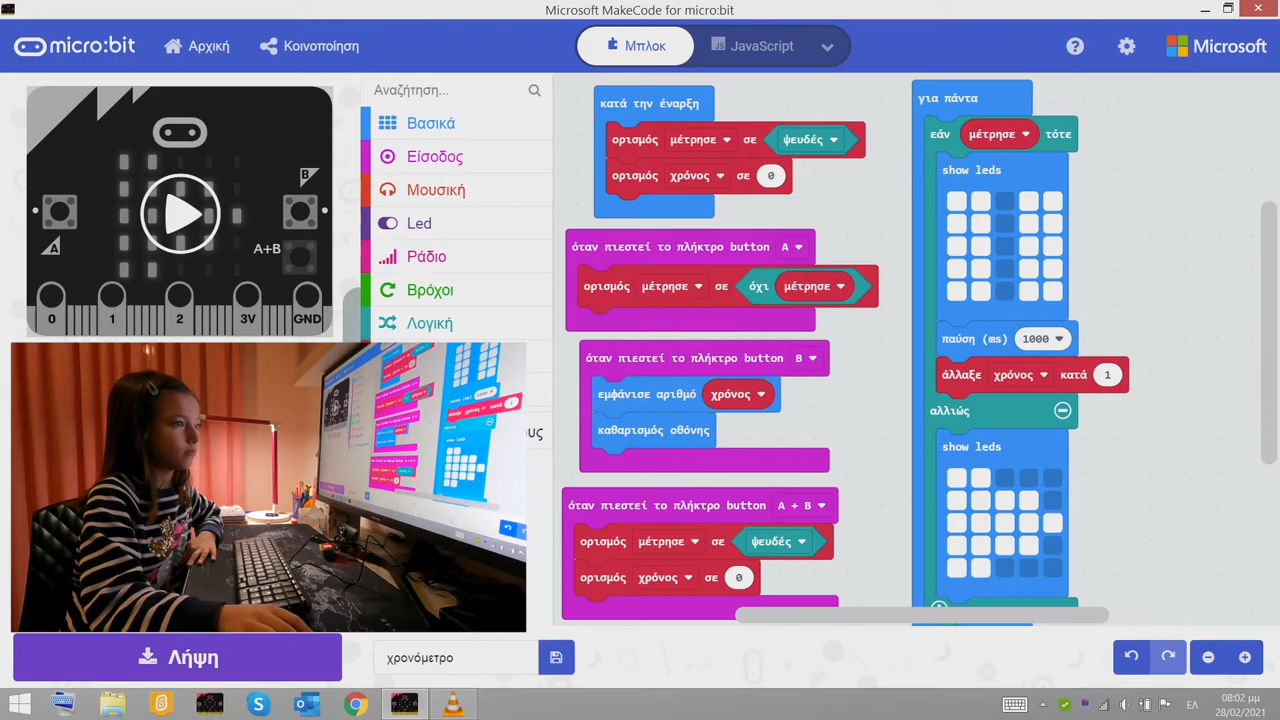 Microsoft MakeCode for micro:bit
micro:bit
Αρχική
Κοινοποίηση
Μπλοκ
JavaScript
Microsoft
A
B
A+B
0 1 2 3V GND
Αναζήτηση...
Βασικά
Είσοδος
Μουσική
Led
Ράδιο
Βρόχοι
Λογική
ους
κατά την έναρξη
ορισμός μέτρησε σε ψευδές
ορισμός χρόνος σε 0
όταν πιεστεί το πλήκτρο button A
ορισμός μέτρησε σε όχι μέτρησε
όταν πιεστεί το πλήκτρο button B
εμφάνισε αριθμό χρόνος
καθαρισμός οθόνης
όταν πιεστεί το πλήκτρο button A + B
ορισμός μέτρησε σε ψευδές
ορισμός χρόνος σε 0
για πάντα
εάν μέτρησε τότε
show leds
παύση (ms) 1000
άλλαξε χρόνος κατά 1
αλλιώς
show leds
Λήψη
χρονόμετρο
ΕΛ
08:02 μμ
28/02/2021